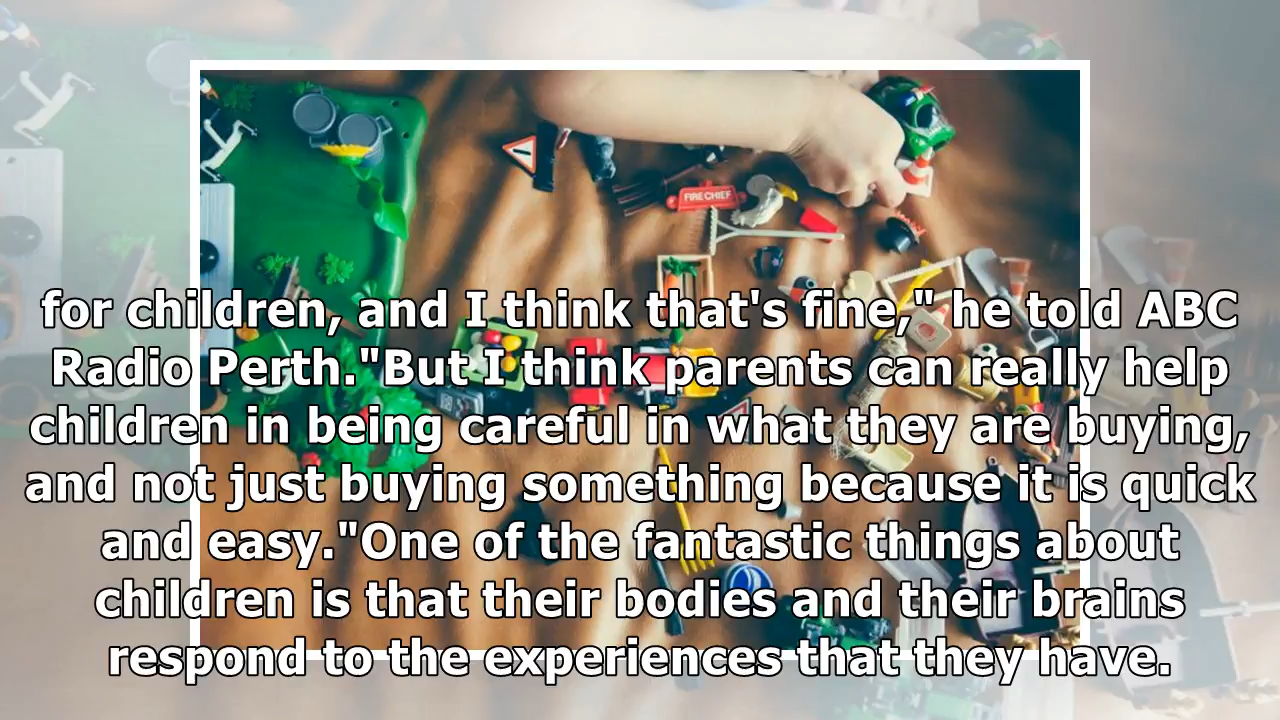 FIRE CHIEF
for children, and I think that's fine," he told ABC
Radio Perth."But I think parents can really help
children in being careful in what they are buying,
and not just buying something because it is quick
and easy."One of the fantastic things about
children is that their bodies and their brains
respond to the experiences that they have.